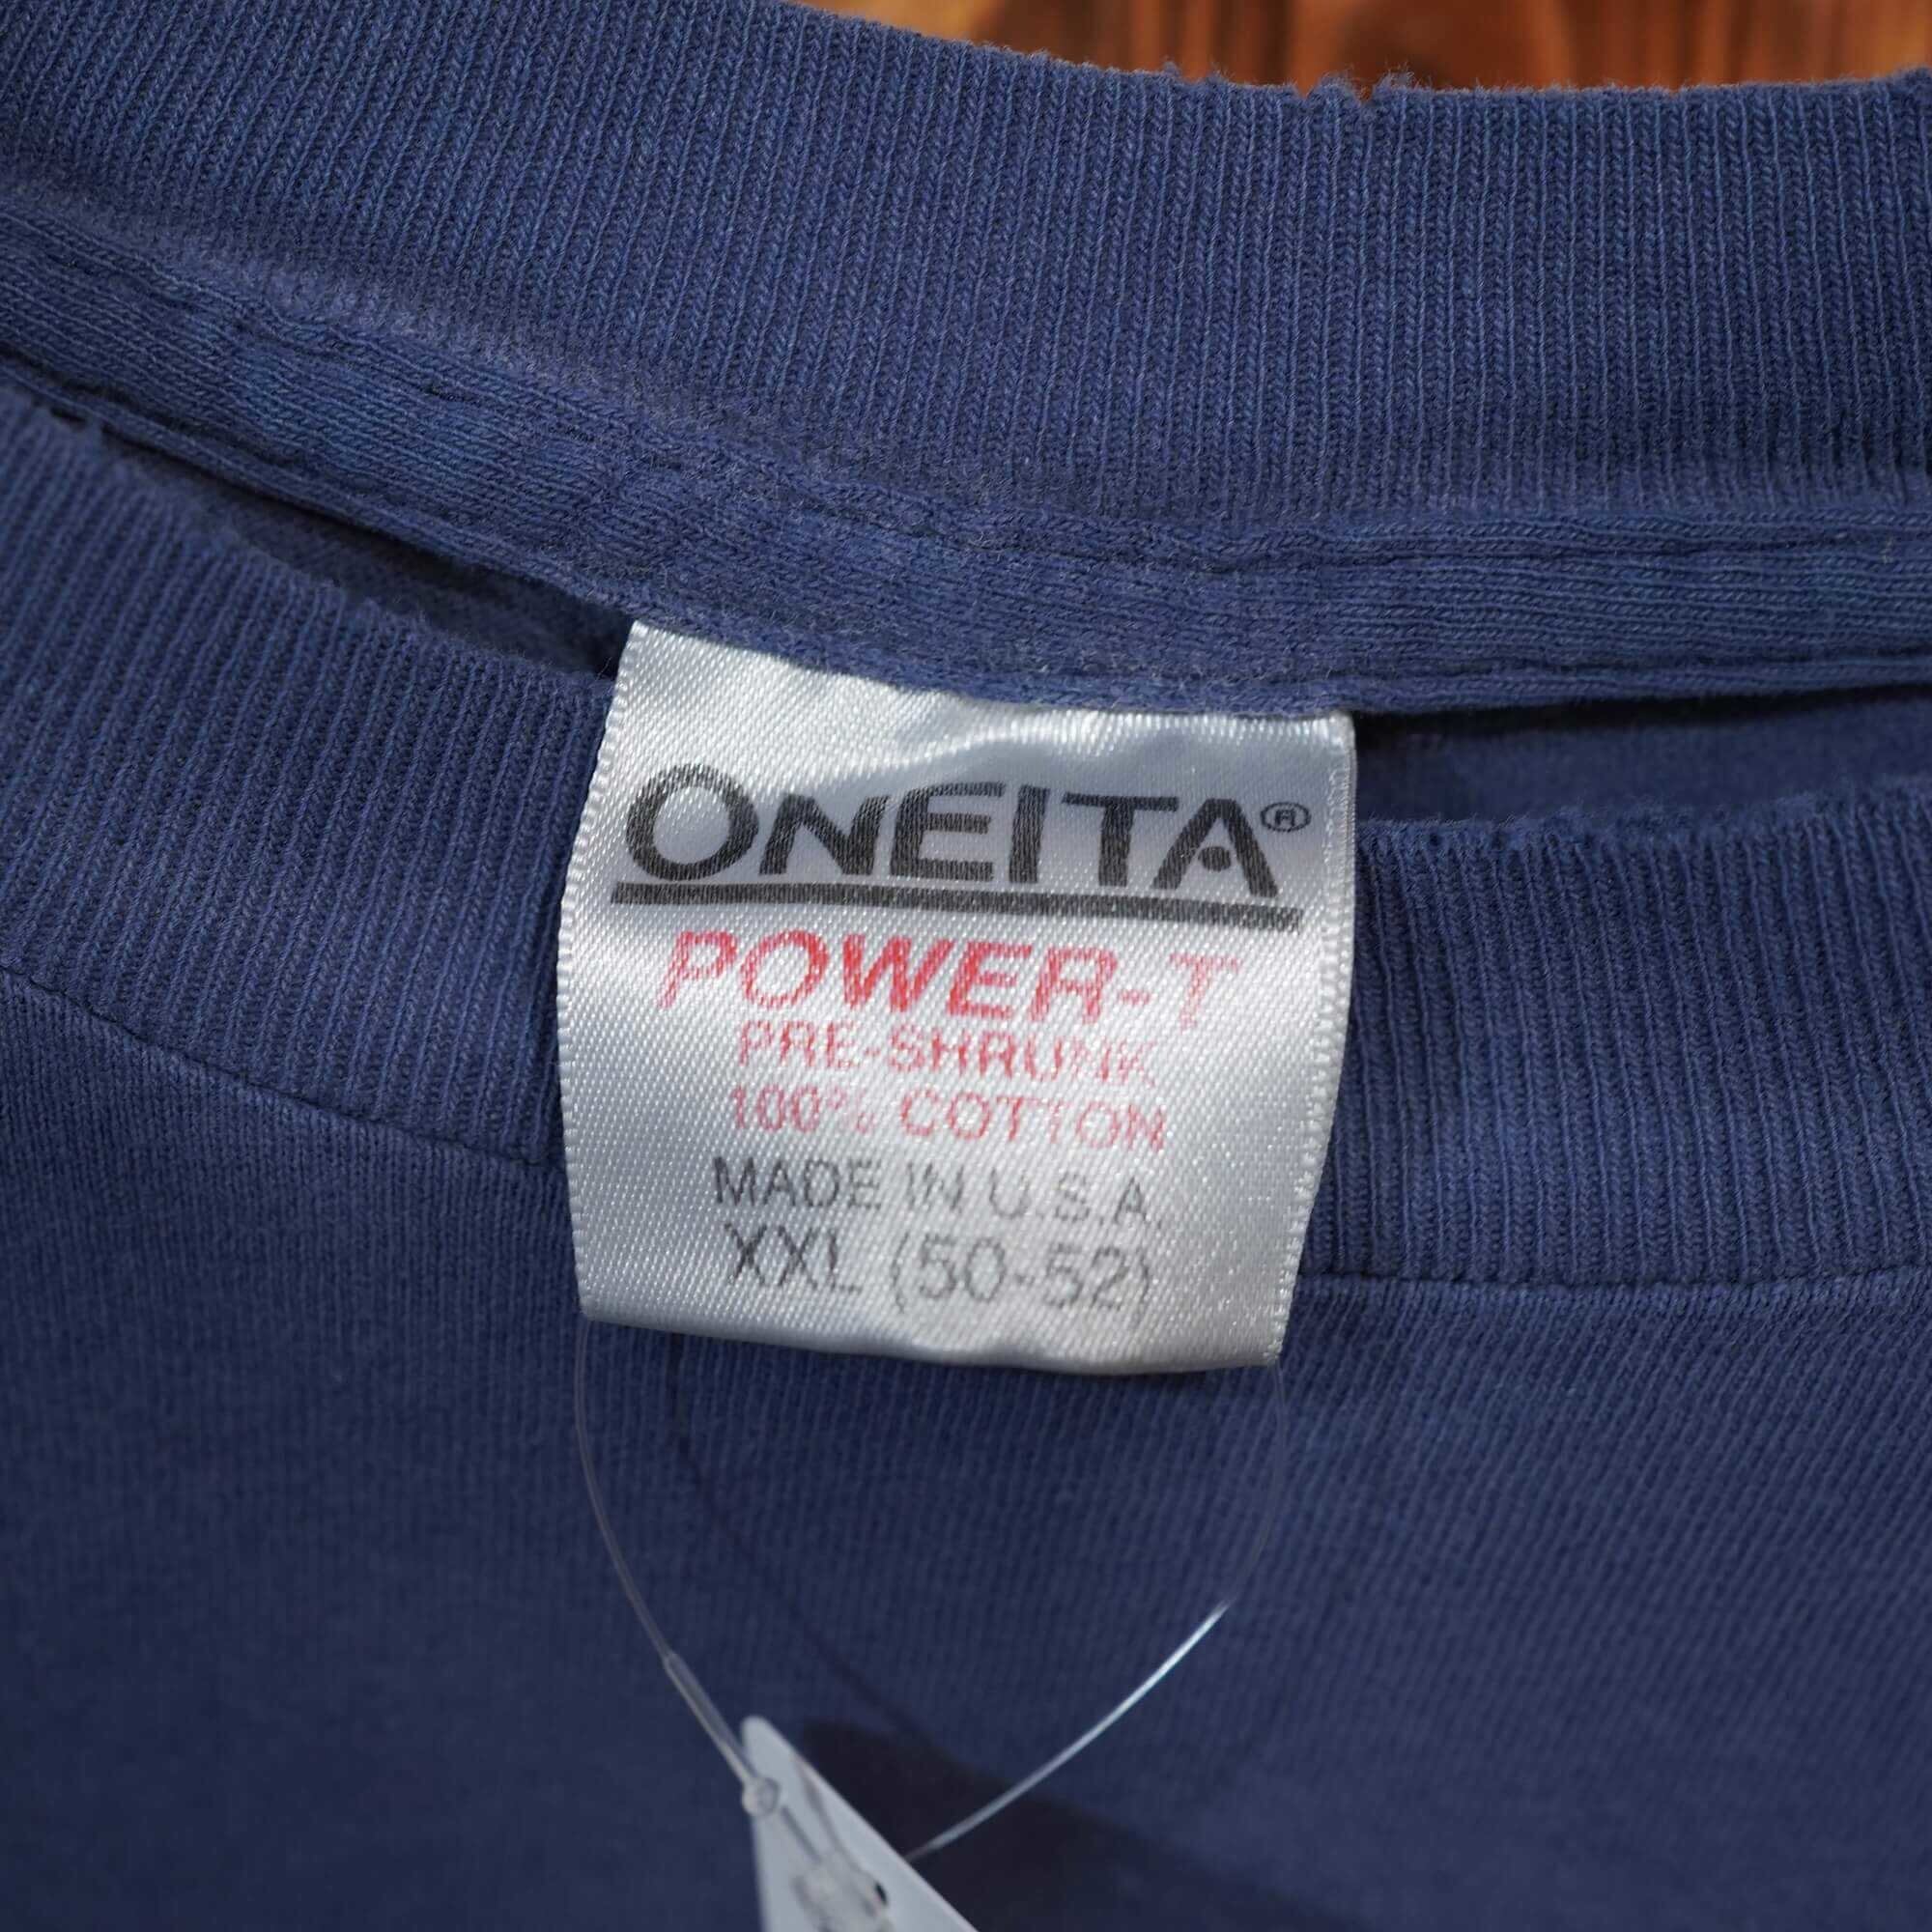 ONEITA®
POWER-T
PRE-SHRUNK
100% COTTON
MADE IN U.S.A.
XXL (50-52)